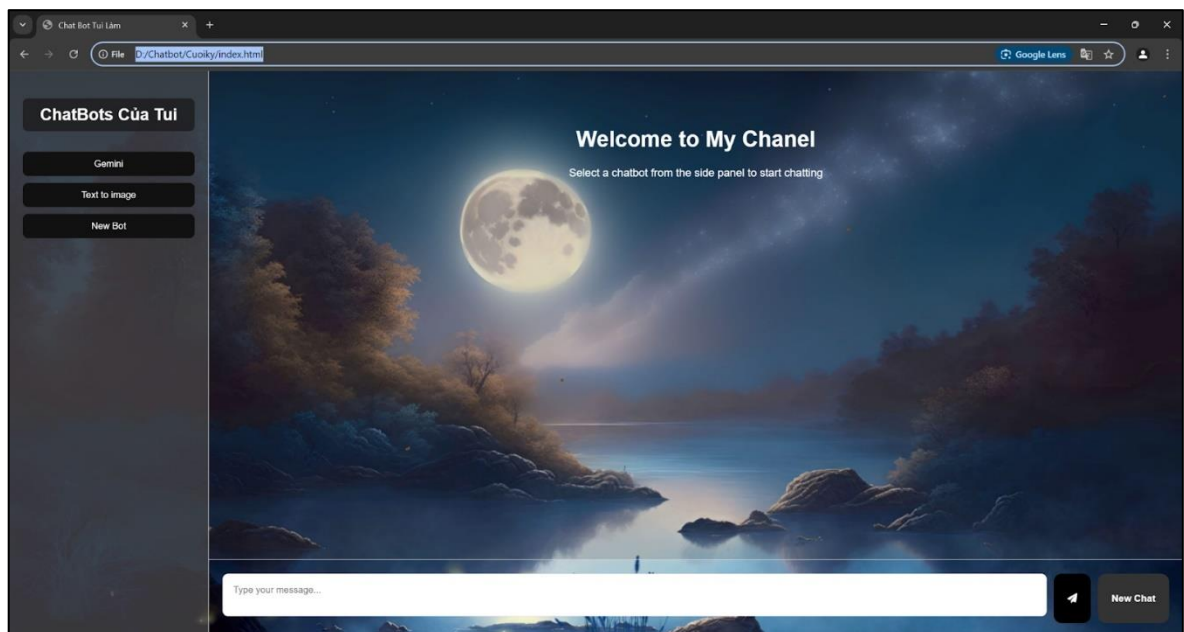 Chat Bot Tui Làm
File D:/Chatbot/Cuoiky/index.html
Google Lens
ChatBots Của Tui
Gemini
Text to image
New Bot
Welcome to My Chanel
Select a chatbot from the side panel to start chatting
Type your message...
New Chat